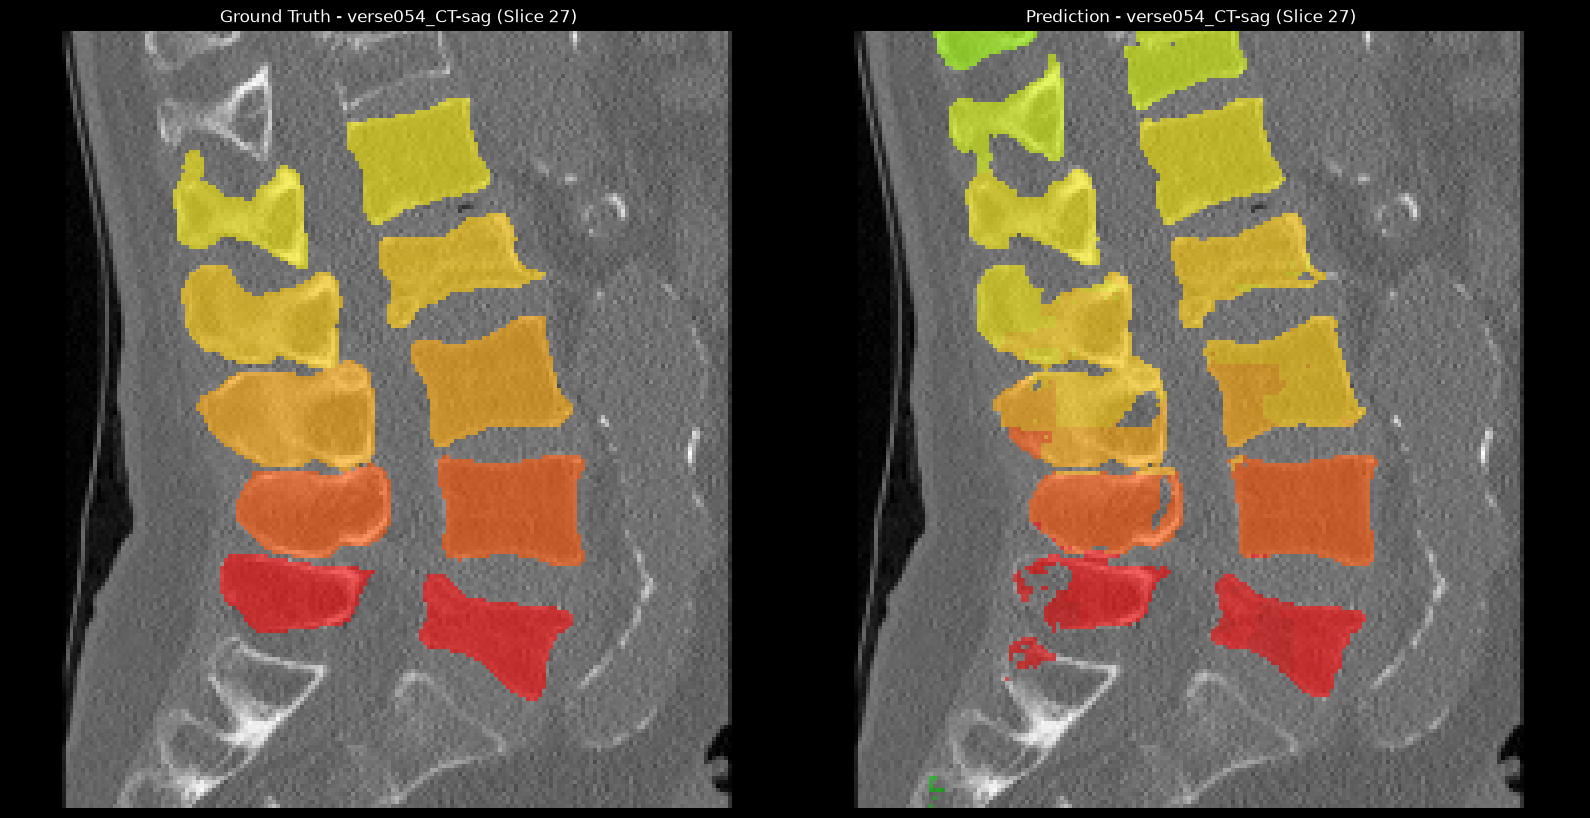 Ground Truth - verse054_CT-sag (Slice 27)
Prediction - verse054_CT-sag (Slice 27)